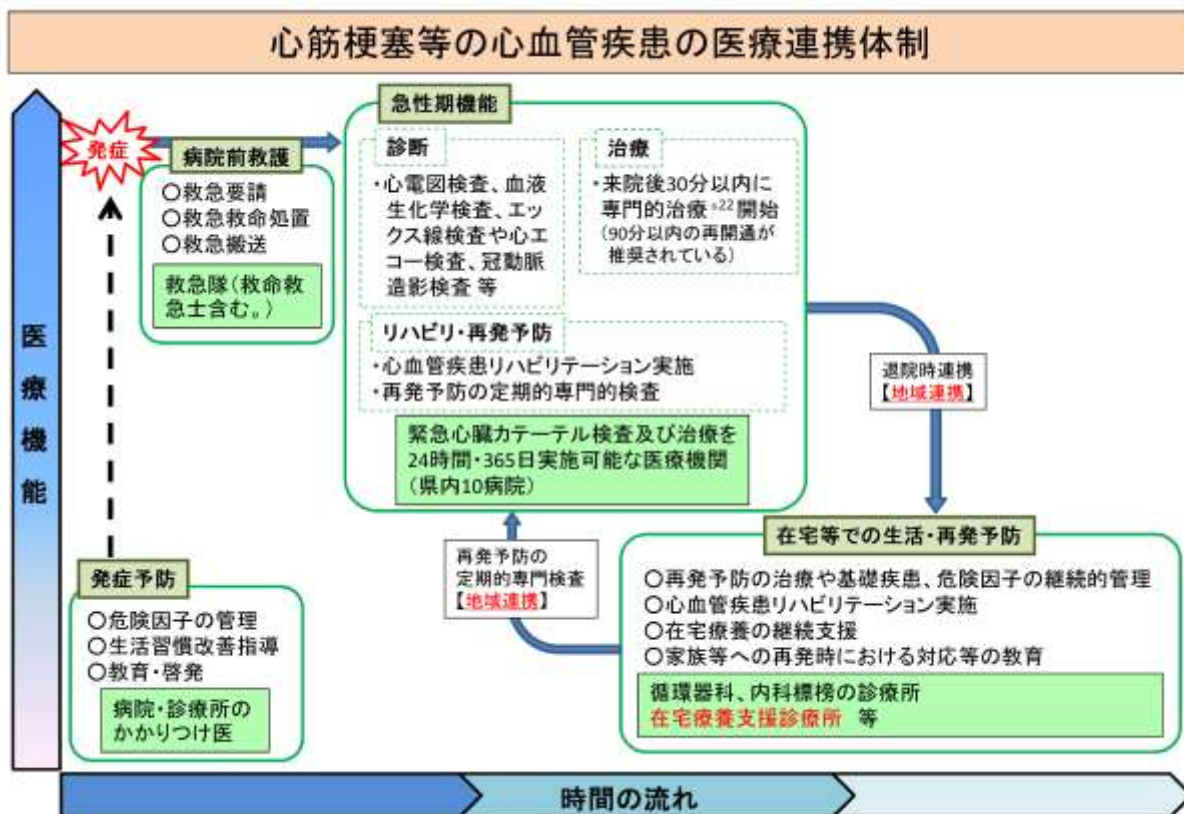 心筋梗塞等の心血管疾患の医療連携体制
医療機能
発症
病院前救護
○救急要請
○救急救命処置
○救急搬送
救急隊(救命救
急士含む。)
急性期機能
診断
・心電図検査、血液
生化学検査、エッ
クス線検査や心エ
コー検査、冠動脈
造影検査 等
治療
・来院後30分以内に
専門的治療※22開始
(90分以内の再開通が
推奨されている)
リハビリ・再発予防
・心血管疾患リハビリテーション実施
・再発予防の定期的専門的検査
緊急心臓カテーテル検査及び治療を
24時間・365日実施可能な医療機関
(県内10病院)
退院時連携
【地域連携】
発症予防
○危険因子の管理
○生活習慣改善指導
○教育・啓発
病院・診療所の
かかりつけ医
再発予防の
定期的専門検査
【地域連携】
在宅等での生活・再発予防
○再発予防の治療や基礎疾患、危険因子の継続的管理
○心血管疾患リハビリテーション実施
○在宅療養の継続支援
○家族等への再発時における対応等の教育
循環器科、内科標榜の診療所
在宅療養支援診療所 等
時間の流れ